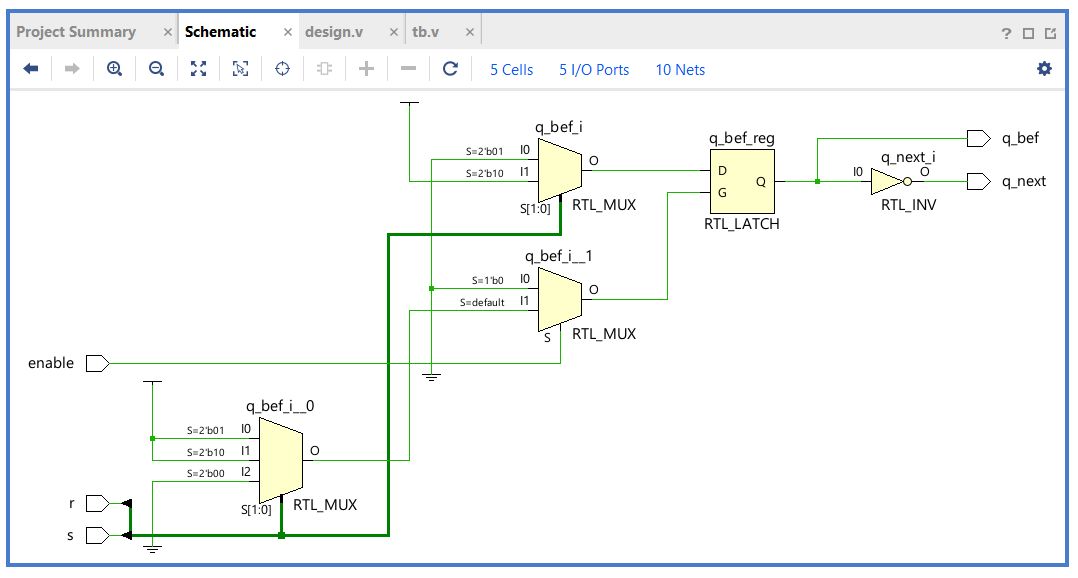 Project Summary × Schematic × design.v × tb.v × ?
5 Cells 5 I/O Ports 10 Nets
q_bef_i
S=2'b01 I0
S=2'b10 I1
O
S[1:0] RTL_MUX
q_bef_reg
D
G
Q
RTL_LATCH
q_bef
q_next_i
I0 O
RTL_INV
q_next
q_bef_i__1
S=1'b0 I0
S=default I1
O
S RTL_MUX
enable
q_bef_i__0
S=2'b01 I0
S=2'b10 I1
S=2'b00 I2
O
S[1:0] RTL_MUX
r
s